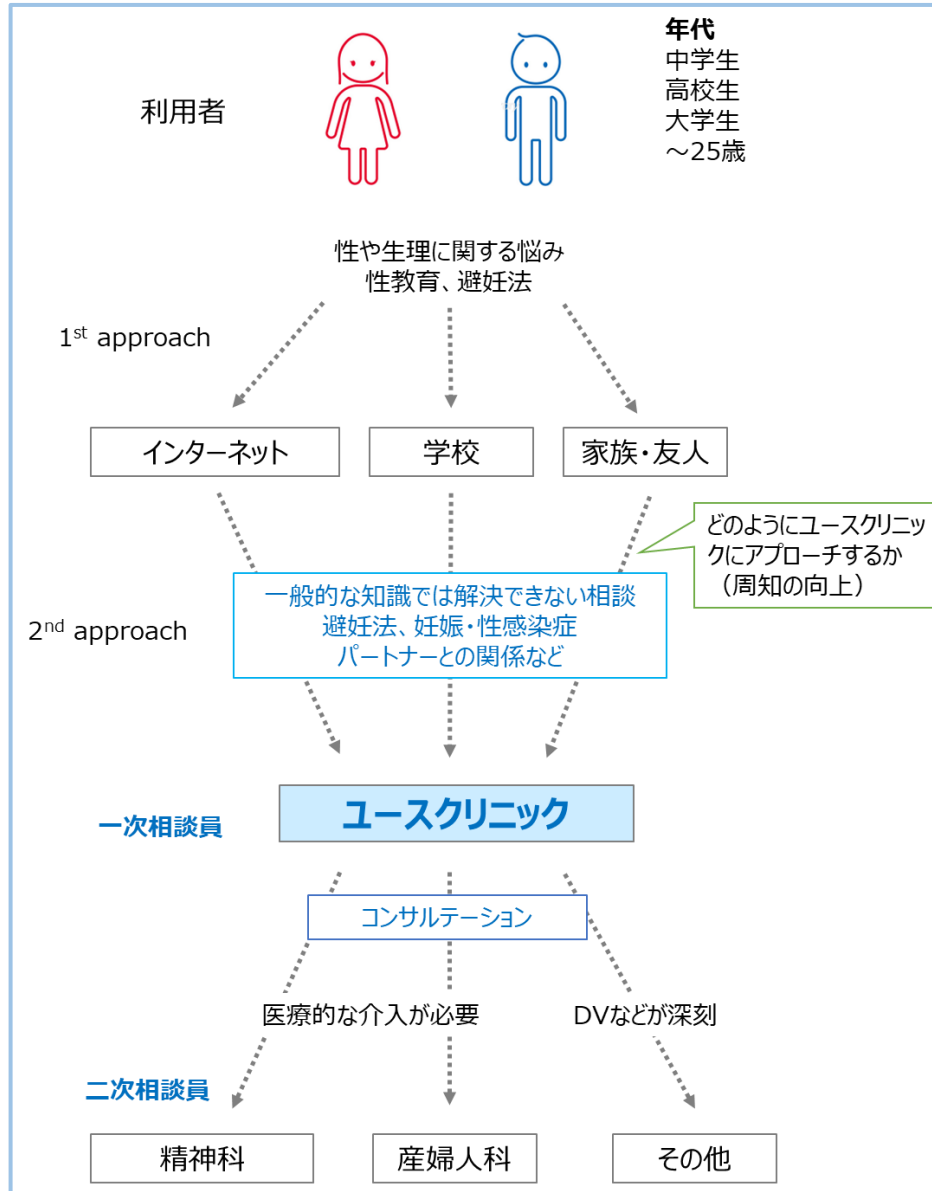 年代
中学生
高校生
大学生
～25歳
利用者
性や生理に関する悩み
性教育、避妊法
1st approach
インターネット
学校
家族・友人
どのようにユースクリニッ
クにアプローチするか
（周知の向上）
一般的な知識では解決できない相談
避妊法、妊娠・性感染症
パートナーとの関係など
2nd approach
ユースクリニック
一次相談員
コンサルテーション
医療的な介入が必要
DVなどが深刻
二次相談員
精神科
産婦人科
その他